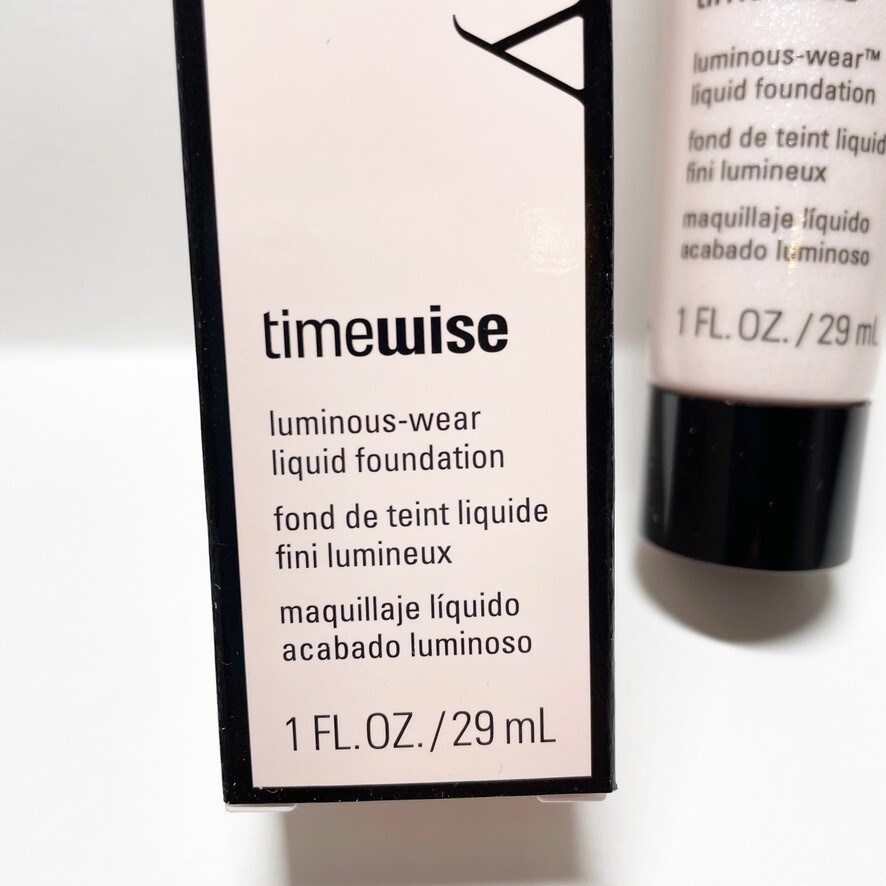 timewise
luminous-wear
liquid foundation
fond de teint liquide
fini lumineux
maquillaje líquido
acabado luminoso
1 FL.OZ./29 mL
luminous-wear™
liquid foundation
fond de teint liquid
fini lumineux
maquillaje líquido
acabado luminoso
1 FL. OZ. / 29 mL